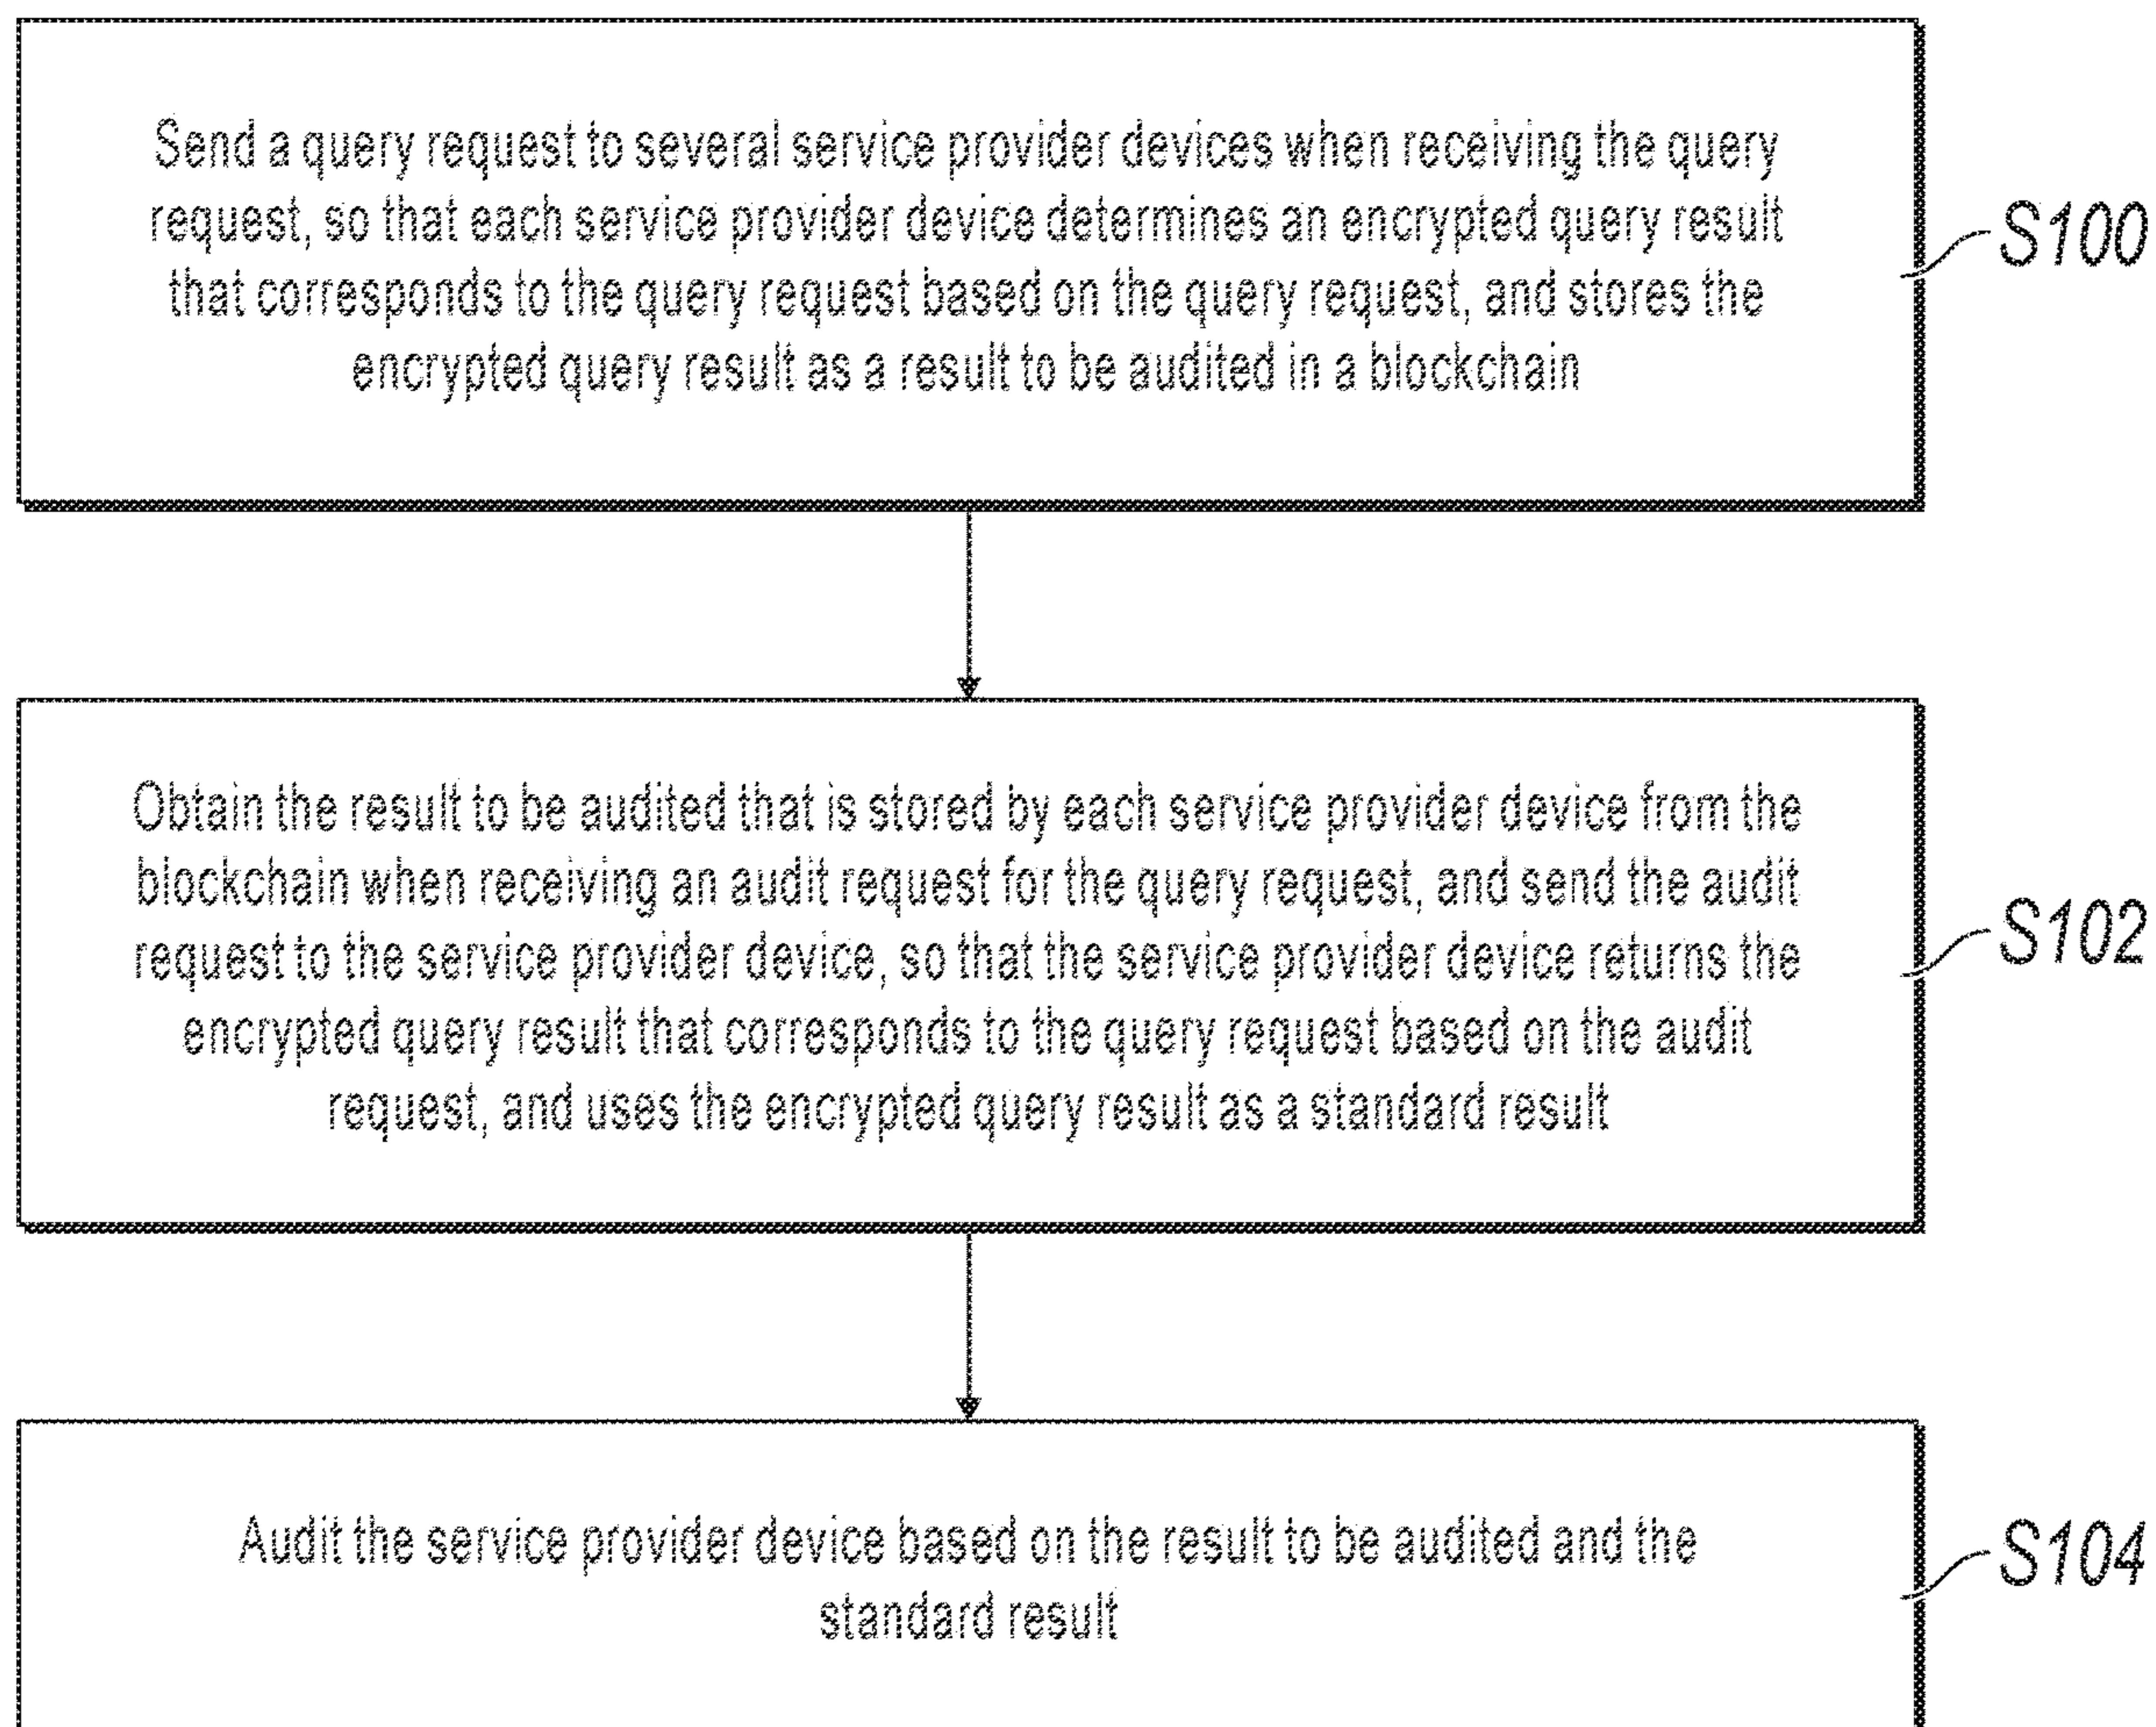 Send a query request to several service provider devices when receiving the query
request, so that each service provider device determines an encrypted query result
that corresponds to the query request based on the query request, and stores the
encrypted query result as a result to be audited in a blockchain
S100
Obtain the result to be audited that is stored by each service provider device from the
blockchain when receiving an audit request for the query request, and send the audit
request to the service provider device, so that the service provider device returns the
encrypted query result that corresponds to the query request based on the audit
request, and uses the encrypted query result as a standard result
S102
Audit the service provider device based on the result to be audited and the
standard result
S104